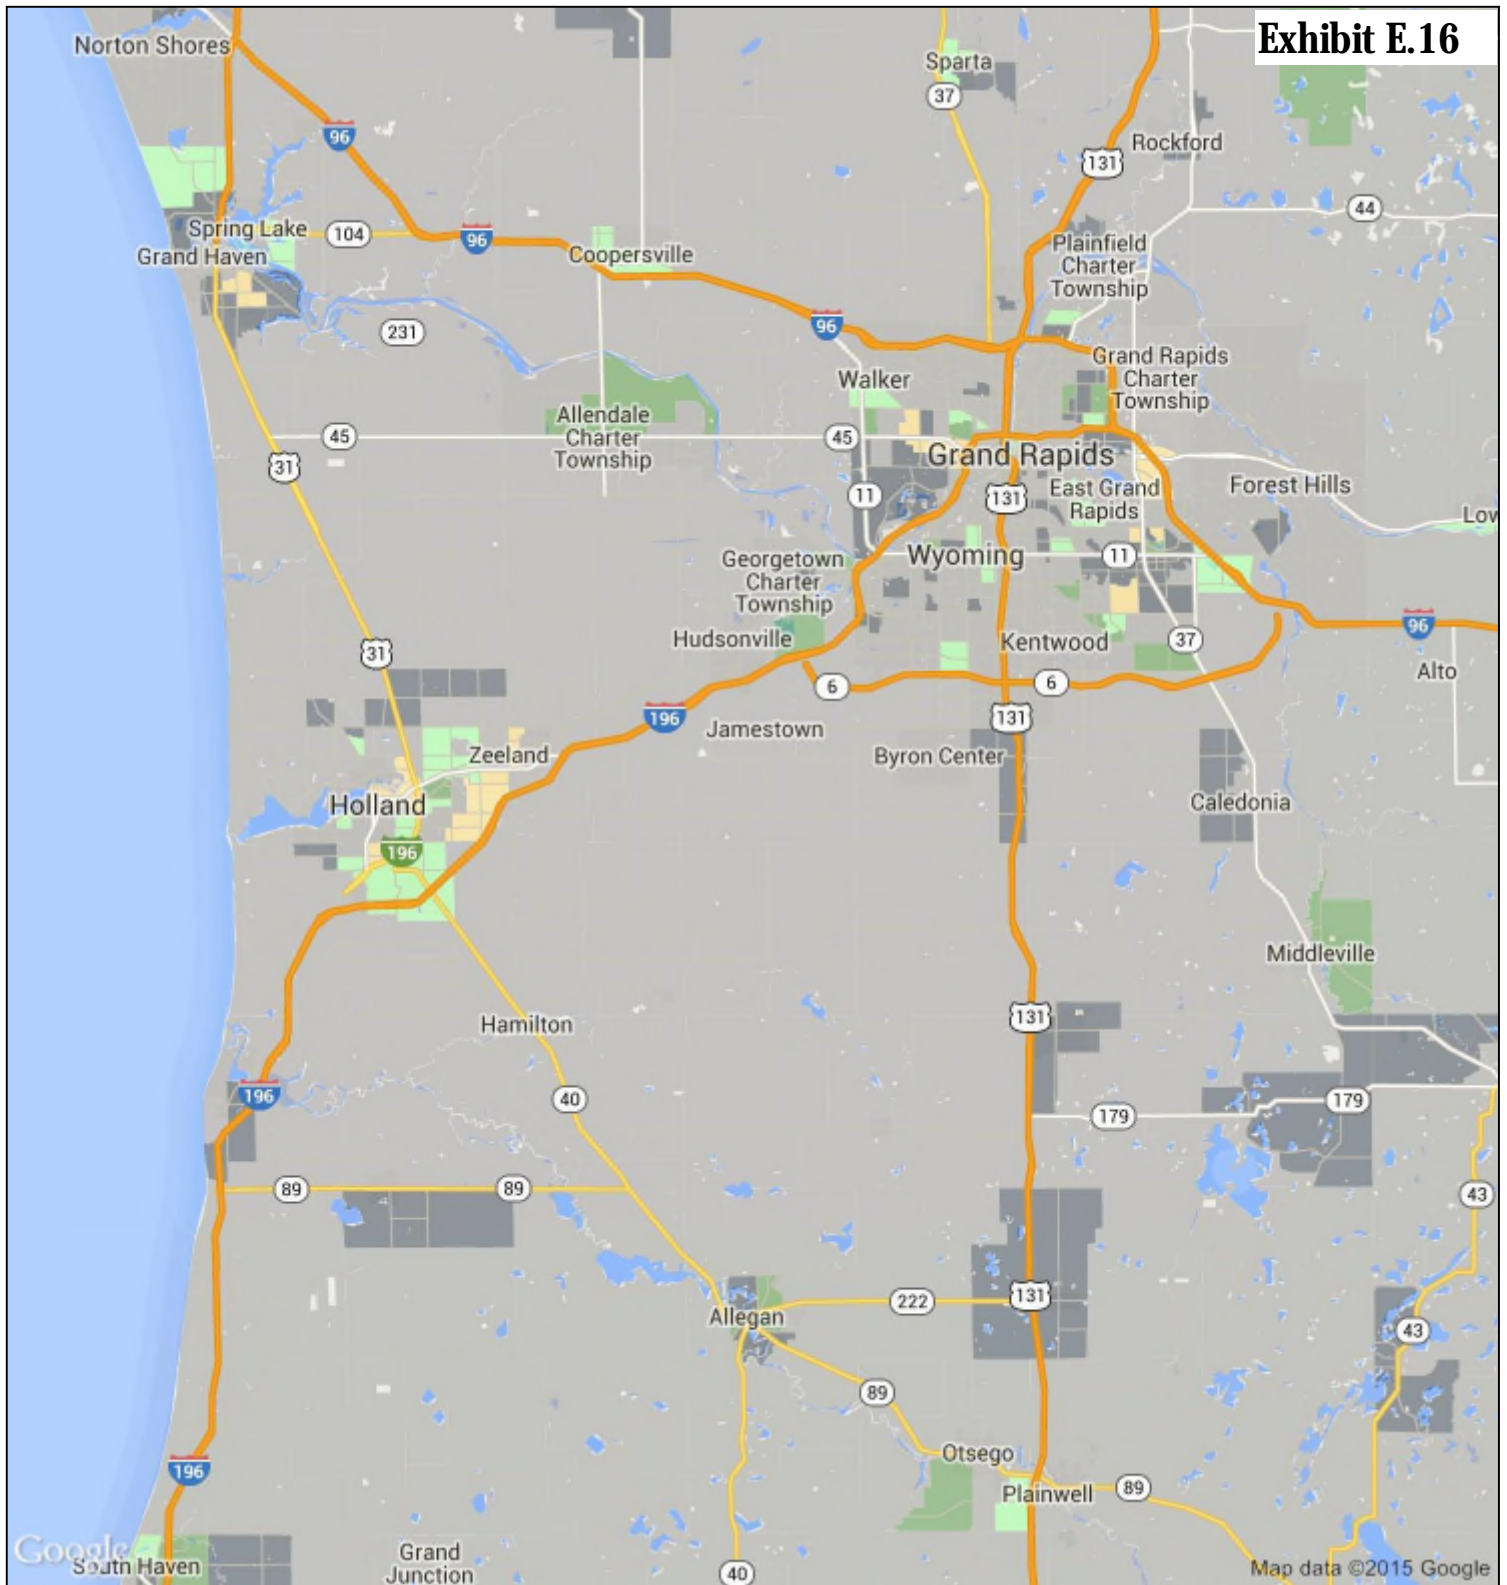 Exhibit E.16
Norton Shores
Sparta
37
96
Rockford
131
44
Spring Lake
104
96
Grand Haven
Coopersville
Plainfield
Charter
Township
231
96
Walker
Grand Rapids
Charter
Township
Allendale
Charter
Township
45
45
31
Grand Rapids
11
131
East Grand
Rapids
Forest Hills
Low
Georgetown
Charter
Township
Wyoming
11
Hudsonville
31
Kentwood
37
96
Alto
6
6
196
131
Jamestown
Zeeland
Byron Center
Holland
Caledonia
196
Middleville
Hamilton
131
196
40
179
179
89
89
43
131
222
Allegan
43
89
Otsego
196
Plainwell
89
Google
South Haven
Grand
Junction
40
Map data ©2015 Google